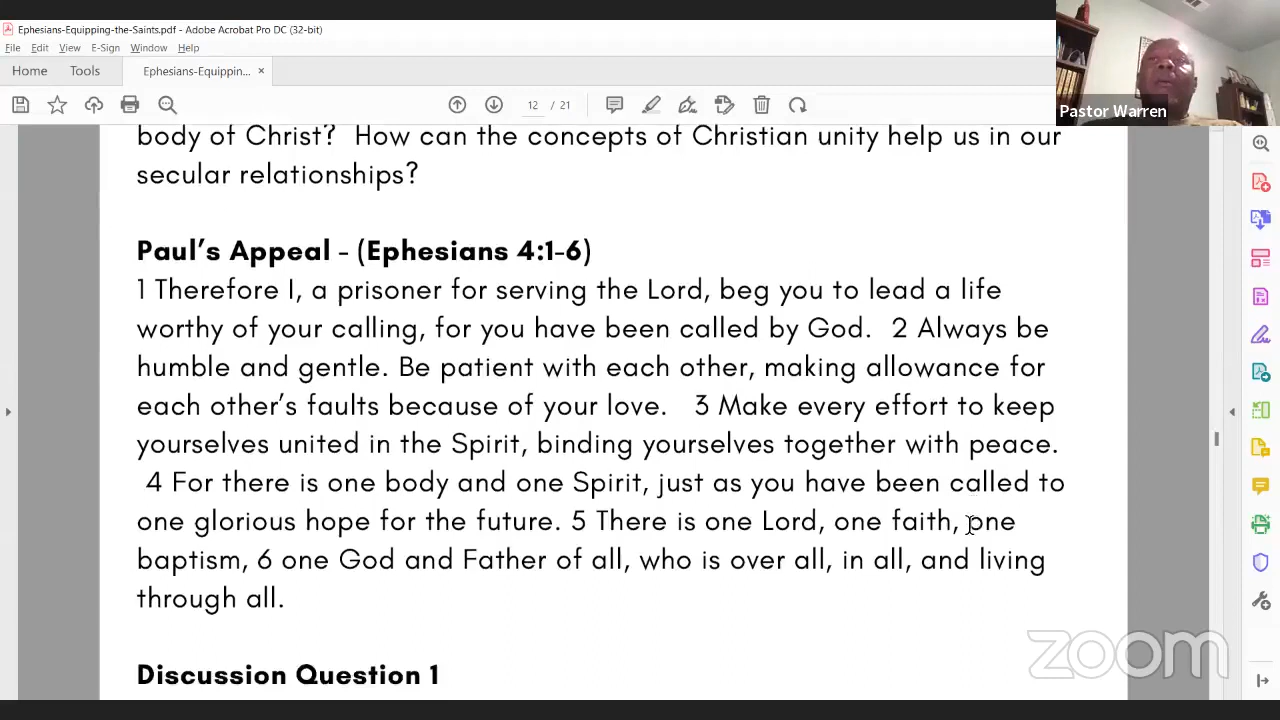 Ephesians-Equipping-the-Saints.pdf - Adobe Acrobat Pro DC (32-bit)
File Edit View E-Sign Window Help
Home Tools Ephesians-Equippin... ×
12 / 21
Pastor Warren
body of Christ? How can the concepts of Christian unity help us in our
secular relationships?
Paul's Appeal - (Ephesians 4:1-6)
1 Therefore I, a prisoner for serving the Lord, beg you to lead a life
worthy of your calling, for you have been called by God. 2 Always be
humble and gentle. Be patient with each other, making allowance for
each other's faults because of your love. 3 Make every effort to keep
yourselves united in the Spirit, binding yourselves together with peace.
4 For there is one body and one Spirit, just as you have been called to
one glorious hope for the future. 5 There is one Lord, one faith, one
baptism, 6 one God and Father of all, who is over all, in all, and living
through all.
Discussion Question 1
zoom